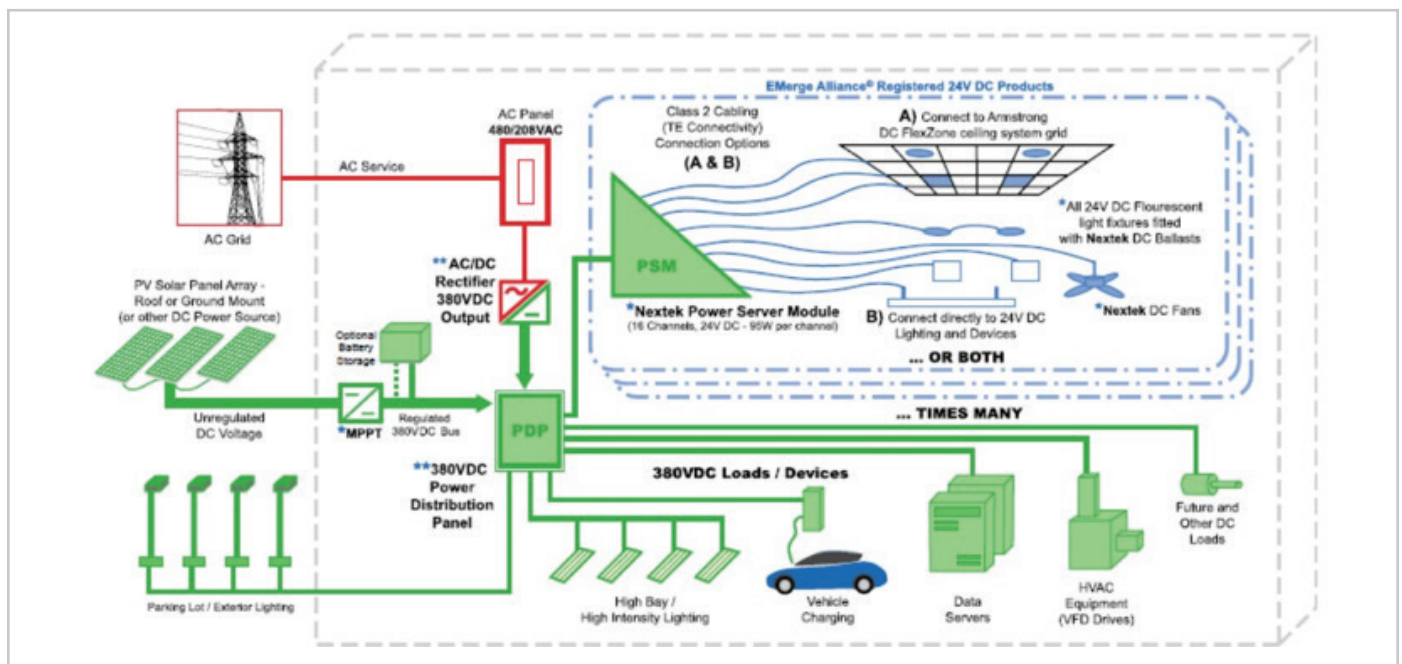 EMerge Alliance® Registered 24V DC Products
AC Panel
480/208VAC
Class 2 Cabling
(TE Connectivity)
Connection Options
(A & B)
A) Connect to Armstrong
DC FlexZone ceiling system grid
AC Service
AC Grid
*All 24V DC Flourescent
light fixtures fitted
with Nextek DC Ballasts
PSM
**AC/DC
Rectifier
380VDC
Output
PV Solar Panel Array -
Roof or Ground Mount
(or other DC Power Source)
*Nextek Power Server Module
(16 Channels, 24V DC - 95W per channel)
B) Connect directly to 24V DC
Lighting and Devices
*Nextek DC Fans
Optional
Battery
Storage
... OR BOTH
... TIMES MANY
Unregulated
DC Voltage
*MPPT
Regulated
380VDC Bus
PDP
**380VDC
Power
Distribution
Panel
380VDC Loads / Devices
Future and
Other DC
Loads
Parking Lot / Exterior Lighting
High Bay /
High Intensity Lighting
Vehicle
Charging
Data
Servers
HVAC
Equipment
(VFD Drives)